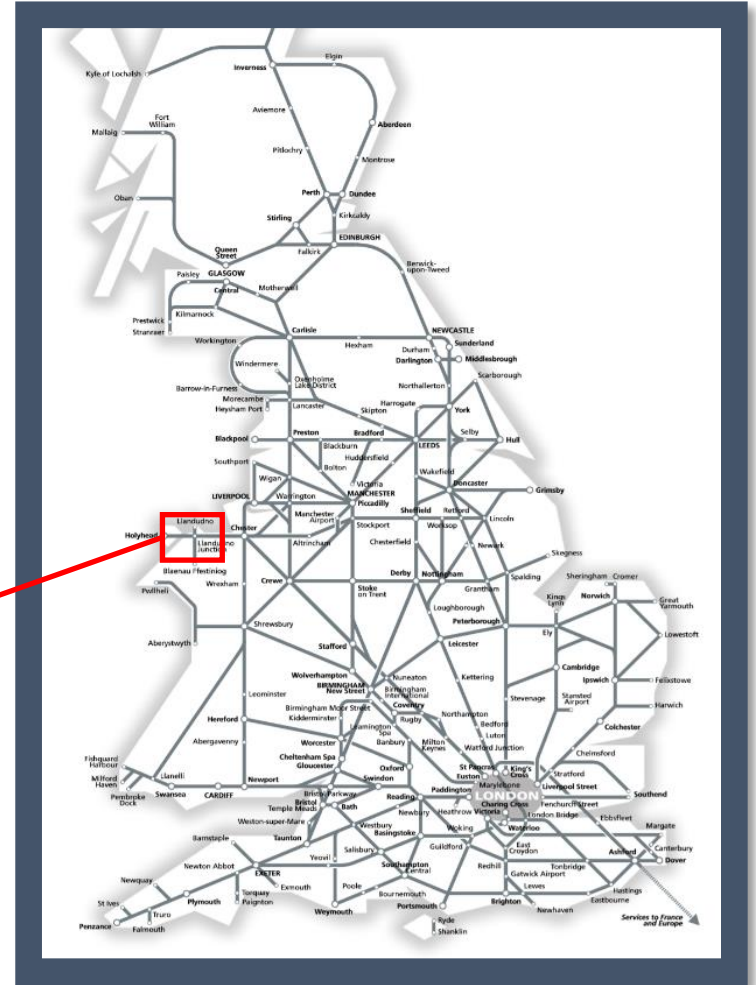 Elgin
Inverness
Kyle of Lochalsh
Aviemore
Fort
William
Aberdeen
Mallaig
Pitlochry
Montrose
Perth
Dundee
Oban
Stirling
Kirkcaldy
EDINBURGH
Queen
Street
Falkirk
Berwick-
upon-Tweed
Paisley
GLASGOW
Central
Motherwell
Prestwick
Kilmarnock
Stranraer
Carlisle
NEWCASTLE
Workington
Hexham
Sunderland
Durham
Darlington
Middlesbrough
Windermere
Oxenholme
Lake District
Scarborough
Barrow-in-Furness
Northallerton
Morecambe
Heysham Port
Lancaster
Harrogate
Skipton
York
Blackpool
Preston
Bradford
Selby
Hull
Blackburn
LEEDS
Southport
Bolton
Huddersfield
Wakefield
Wigan
Victoria
Doncaster
Grimsby
LIVERPOOL
Warrington
MANCHESTER
Piccadilly
Manchester
Airport
Sheffield
Retford
Lincoln
Llandudno
Stockport
Worksop
Holyhead
Chester
Llandudno
Junction
Altrincham
Chesterfield
Newark
Skegness
Blaenau Ffestiniog
Wrexham
Crewe
Stoke
on Trent
Derby
Nottingham
Grantham
Spalding
Sheringham
Cromer
Pwllheli
Loughborough
Kings
Lynn
Norwich
Great
Yarmouth
Shrewsbury
Peterborough
Aberystwyth
Stafford
Leicester
Ely
Lowestoft
Wolverhampton
BIRMINGHAM
New Street
Nuneaton
Kettering
Cambridge
Birmingham
International
Ipswich
Felixstowe
Leominster
Coventry
Stevenage
Stansted
Airport
Birmingham Moor Street
Kidderminster
Rugby
Northampton
Harwich
Hereford
Leamington
Spa
Bedford
Colchester
Worcester
Banbury
Milton
Keynes
Luton
Abergavenny
Watford Junction
Chelmsford
Cheltenham Spa
Gloucester
Oxford
St Pancras
King's
Cross
Fishguard
Harbour
Euston
Stratford
Milford
Haven
Llanelli
Newport
Swindon
Marylebone
Liverpool Street
Pembroke
Dock
Swansea
CARDIFF
Bristol Parkway
Reading
Paddington
LONDON
Southend
Bristol
Temple Meads
Bath
Newbury
Heathrow
Victoria
Charing Cross
Fenchurch Street
London Bridge
Weston-super-Mare
Westbury
Basingstoke
Woking
Waterloo
Ebbsfleet
Margate
Barnstaple
Taunton
Salisbury
Guildford
East
Croydon
Canterbury
Newton Abbot
Yeovil
Southampton
Central
Redhill
Tonbridge
Ashford
Dover
Newquay
EXETER
Gatwick Airport
Exmouth
Poole
Bournemouth
Lewes
Hastings
St Ives
Plymouth
Torquay
Paignton
Eastbourne
Truro
Weymouth
Portsmouth
Brighton
Newhaven
Penzance
Falmouth
Ryde
Shanklin
Services to France
and Europe